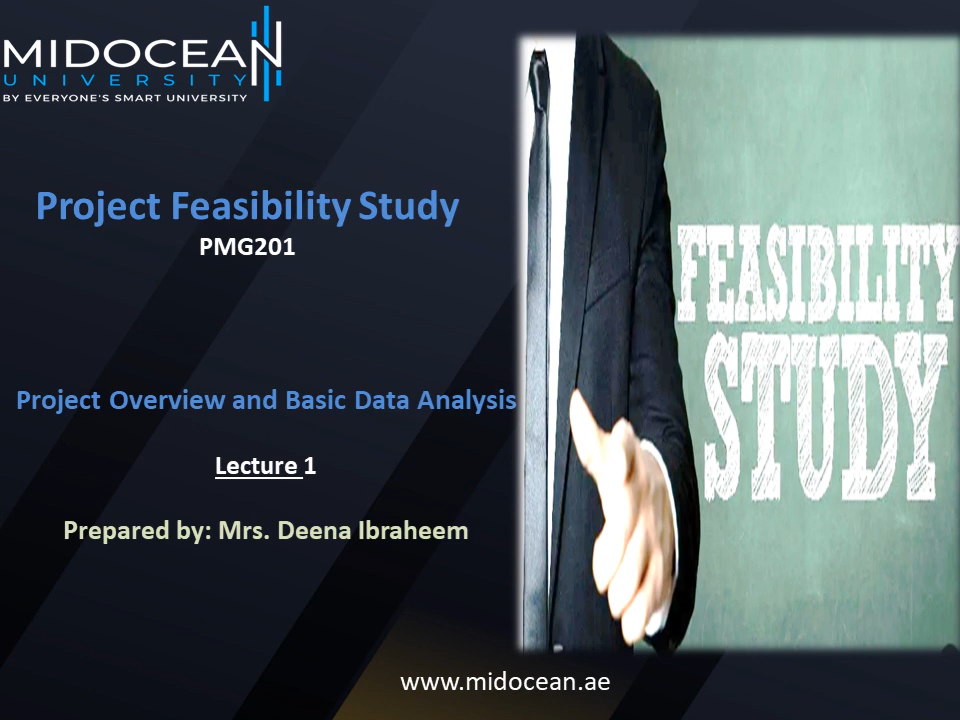 MIDOCEAN
UNIVERSITY
BY EVERYONE'S SMART UNIVERSITY
Project Feasibility Study
PMG201
FEASIBILITY
STUDY
Project Overview and Basic Data Analysis
Lecture 1
Prepared by: Mrs. Deena Ibraheem
www.midocean.ae